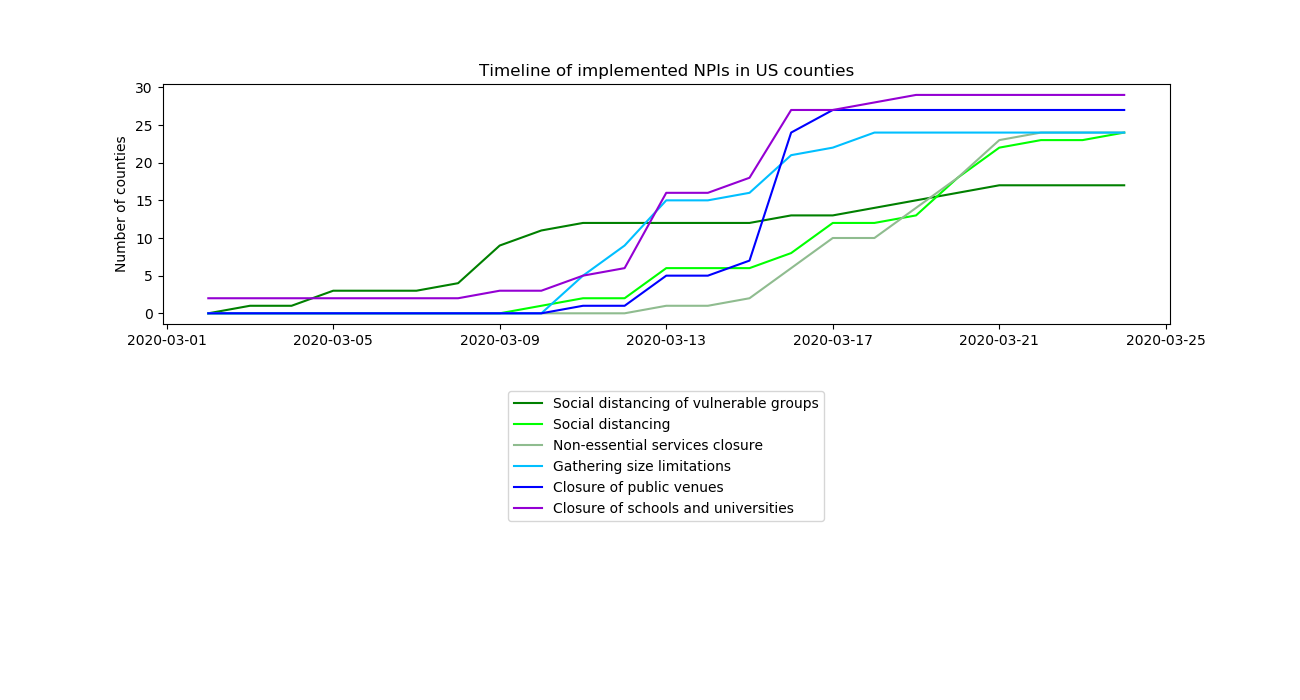 Timeline of implemented NPIs in US counties
30
25
20
15
10
5
0
Number of counties
2020-03-01 2020-03-05 2020-03-09 2020-03-13 2020-03-17 2020-03-21 2020-03-25
Social distancing of vulnerable groups
Social distancing
Non-essential services closure
Gathering size limitations
Closure of public venues
Closure of schools and universities